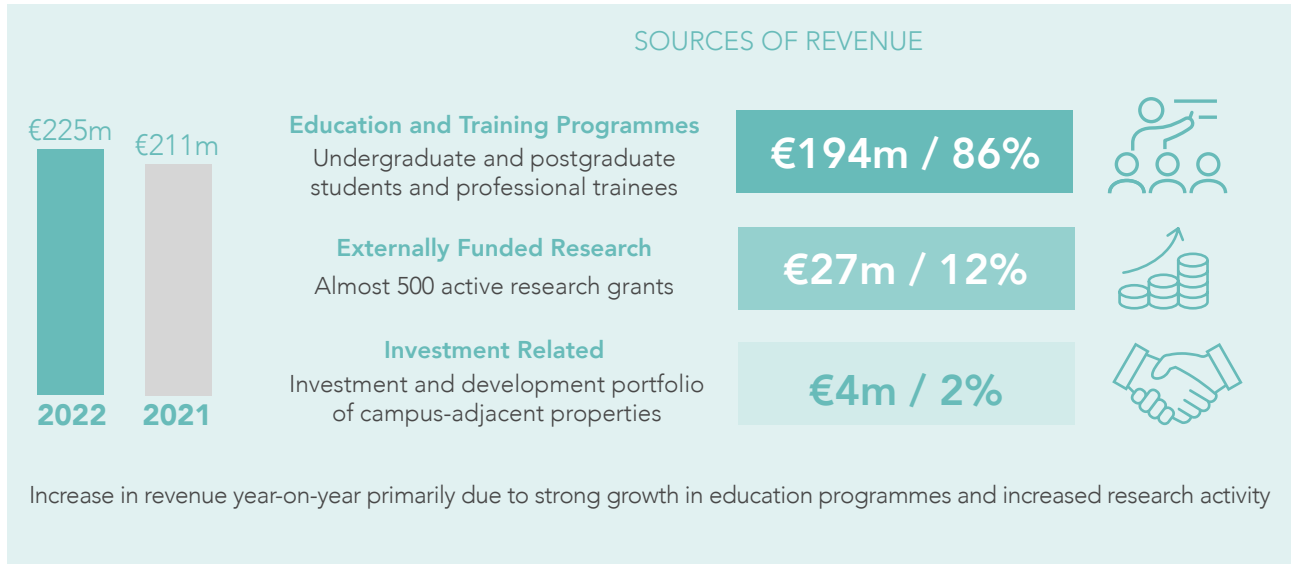 SOURCES OF REVENUE
€225m
€211m
2022
2021
Education and Training Programmes
Undergraduate and postgraduate
students and professional trainees
€194m / 86%
Externally Funded Research
Almost 500 active research grants
€27m / 12%
Investment Related
Investment and development portfolio
of campus-adjacent properties
€4m / 2%
Increase in revenue year-on-year primarily due to strong growth in education programmes and increased research activity